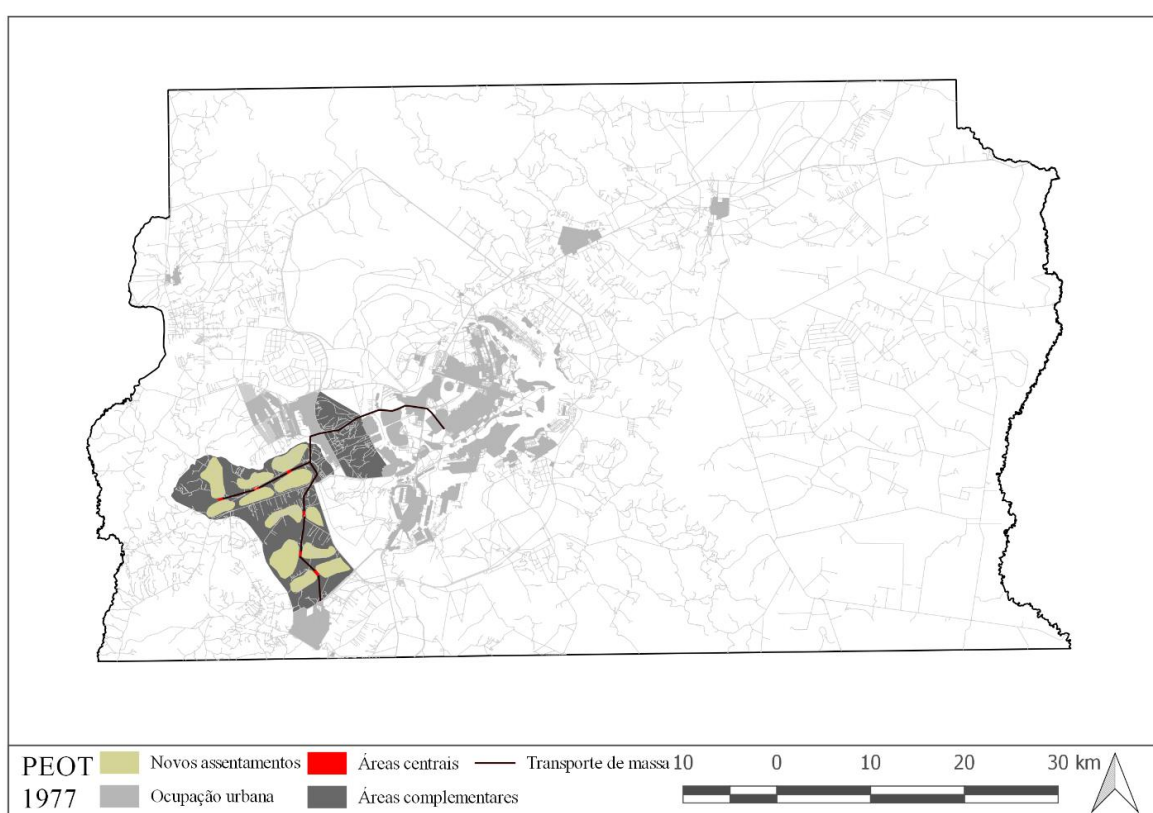 PEOT
1977
Novos assentamentos
Áreas centrais
Transporte de massa
Ocupação urbana
Áreas complementares
10 0 10 20 30 km